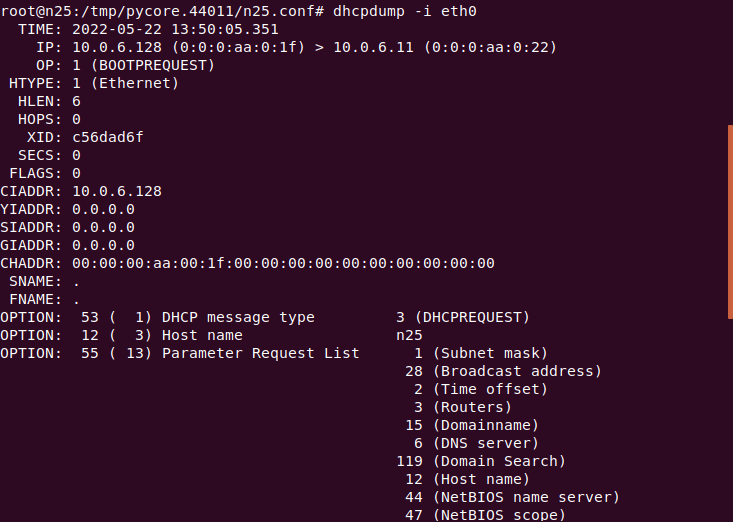 root@n25:/tmp/pycore.44011/n25.conf# dhcpdump -i eth0
  TIME: 2022-05-22 13:50:05.351
    IP: 10.0.6.128 (0:0:0:aa:0:1f) > 10.0.6.11 (0:0:0:aa:0:22)
    OP: 1 (BOOTPREQUEST)
 HTYPE: 1 (Ethernet)
  HLEN: 6
  HOPS: 0
   XID: c56dad6f
  SECS: 0
 FLAGS: 0
CIADDR: 10.0.6.128
YIADDR: 0.0.0.0
SIADDR: 0.0.0.0
GIADDR: 0.0.0.0
CHADDR: 00:00:00:aa:00:1f:00:00:00:00:00:00:00:00:00:00
 SNAME: .
 FNAME: .
OPTION:  53 (  1) DHCP message type         3 (DHCPREQUEST)
OPTION:  12 (  3) Host name                 n25
OPTION:  55 ( 13) Parameter Request List      1 (Subnet mask)
                                             28 (Broadcast address)
                                              2 (Time offset)
                                              3 (Routers)
                                             15 (Domainname)
                                              6 (DNS server)
                                            119 (Domain Search)
                                             12 (Host name)
                                             44 (NetBIOS name server)
                                             47 (NetBIOS scope)